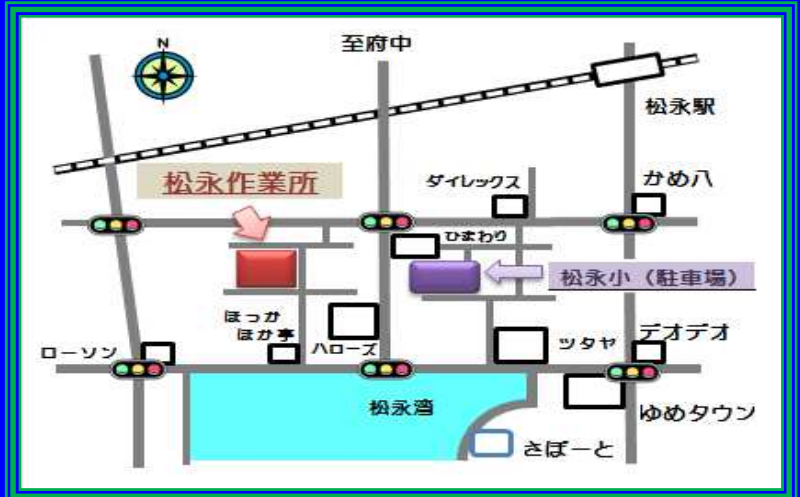 N
至府中
松永駅
松永作業所
ダイレックス
かめ八
ひまわり
松永小（駐車場）
ほっか
ほか亭
ハローズ
ローソン
ツタヤ
デオデオ
松永湾
ゆめタウン
さぽーと